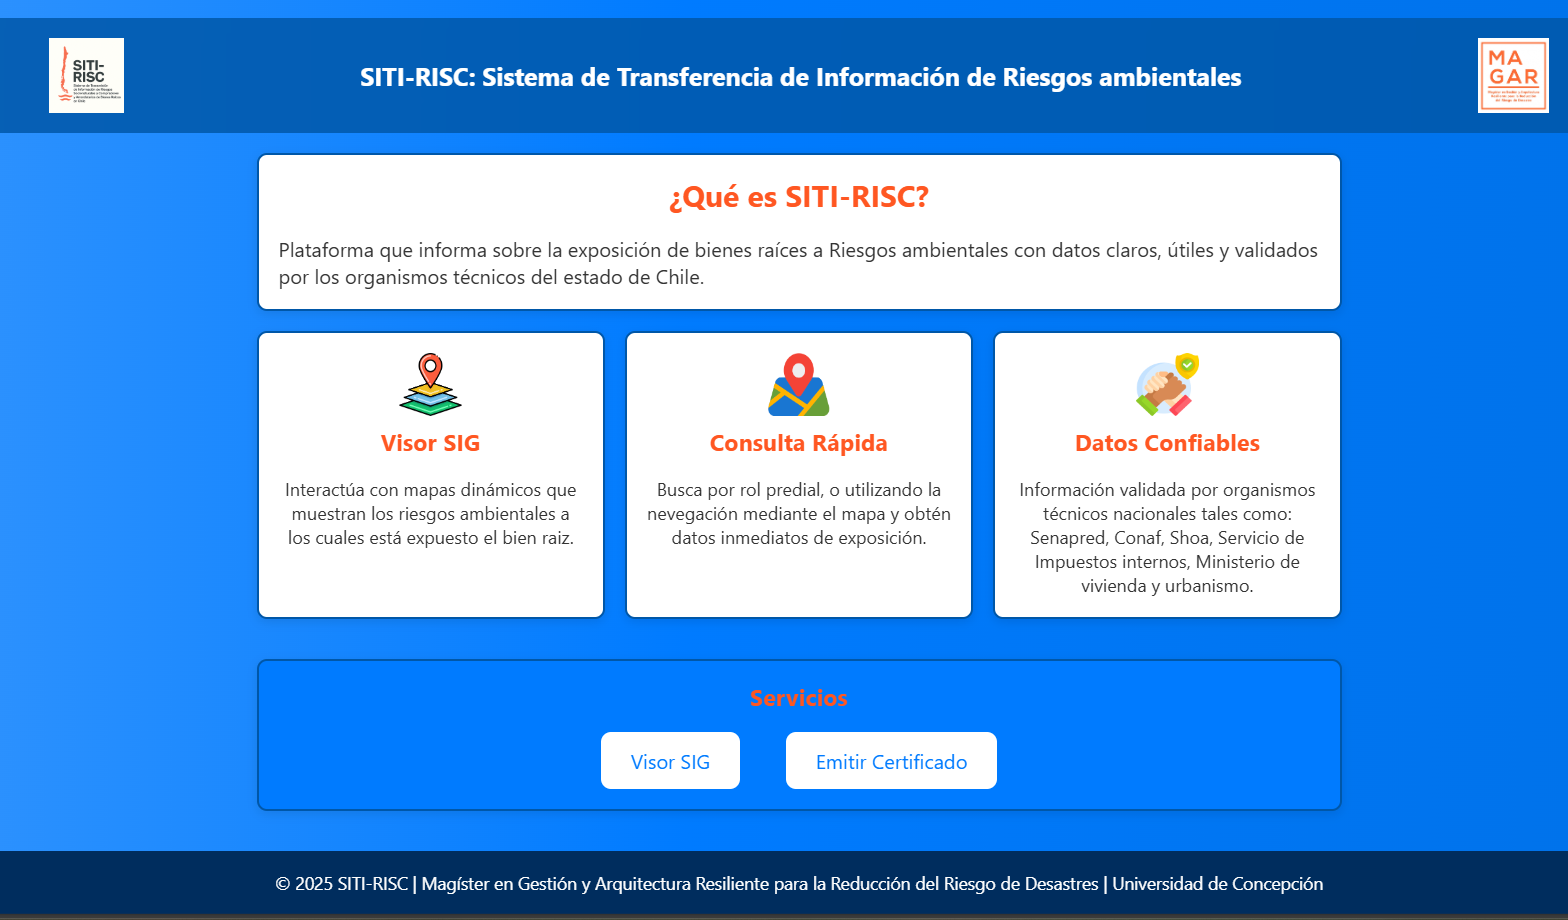 SITI-
RISC
SITI-RISC: Sistema de Transferencia de Información de Riesgos ambientales
MA
GAR
¿Qué es SITI-RISC?
Plataforma que informa sobre la exposición de bienes raíces a Riesgos ambientales con datos claros, útiles y validados
por los organismos técnicos del estado de Chile.
Visor SIG
Interactúa con mapas dinámicos que
muestran los riesgos ambientales a
los cuales está expuesto el bien raiz.
Consulta Rápida
Busca por rol predial, o utilizando la
nevegación mediante el mapa y obtén
datos inmediatos de exposición.
Datos Confiables
Información validada por organismos
técnicos nacionales tales como:
Senapred, Conaf, Shoa, Servicio de
Impuestos internos, Ministerio de
vivienda y urbanismo.
Servicios
Visor SIG
Emitir Certificado
© 2025 SITI-RISC | Magíster en Gestión y Arquitectura Resiliente para la Reducción del Riesgo de Desastres | Universidad de Concepción